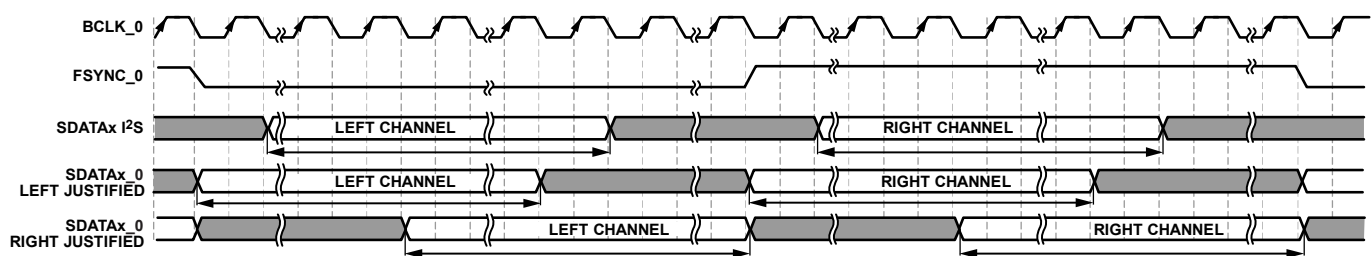 BCLK_0
FSYNC_0
SDATAx I²S
LEFT CHANNEL
RIGHT CHANNEL
SDATAx_0
LEFT JUSTIFIED
LEFT CHANNEL
RIGHT CHANNEL
SDATAx_0
RIGHT JUSTIFIED
LEFT CHANNEL
RIGHT CHANNEL